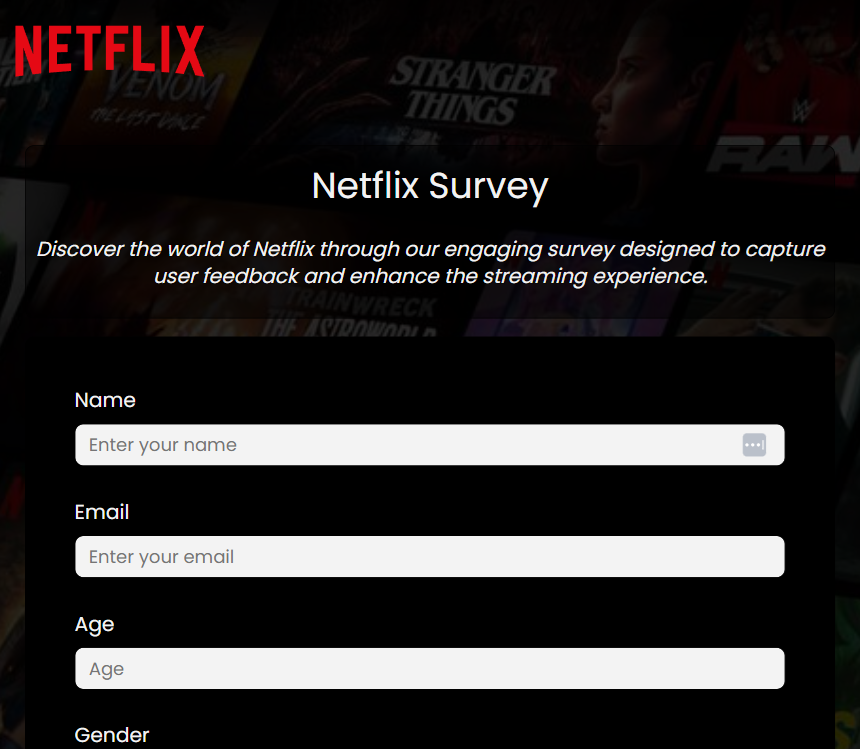 NETFLIX
VENOM
THE LAST DANCE
STRANGER
THINGS
RAW
Netflix Survey
Discover the world of Netflix through our engaging survey designed to capture
user feedback and enhance the streaming experience.
TRAINWRECK
THE ASTROWORLD
Name
Enter your name
Email
Enter your email
Age
Age
Gender